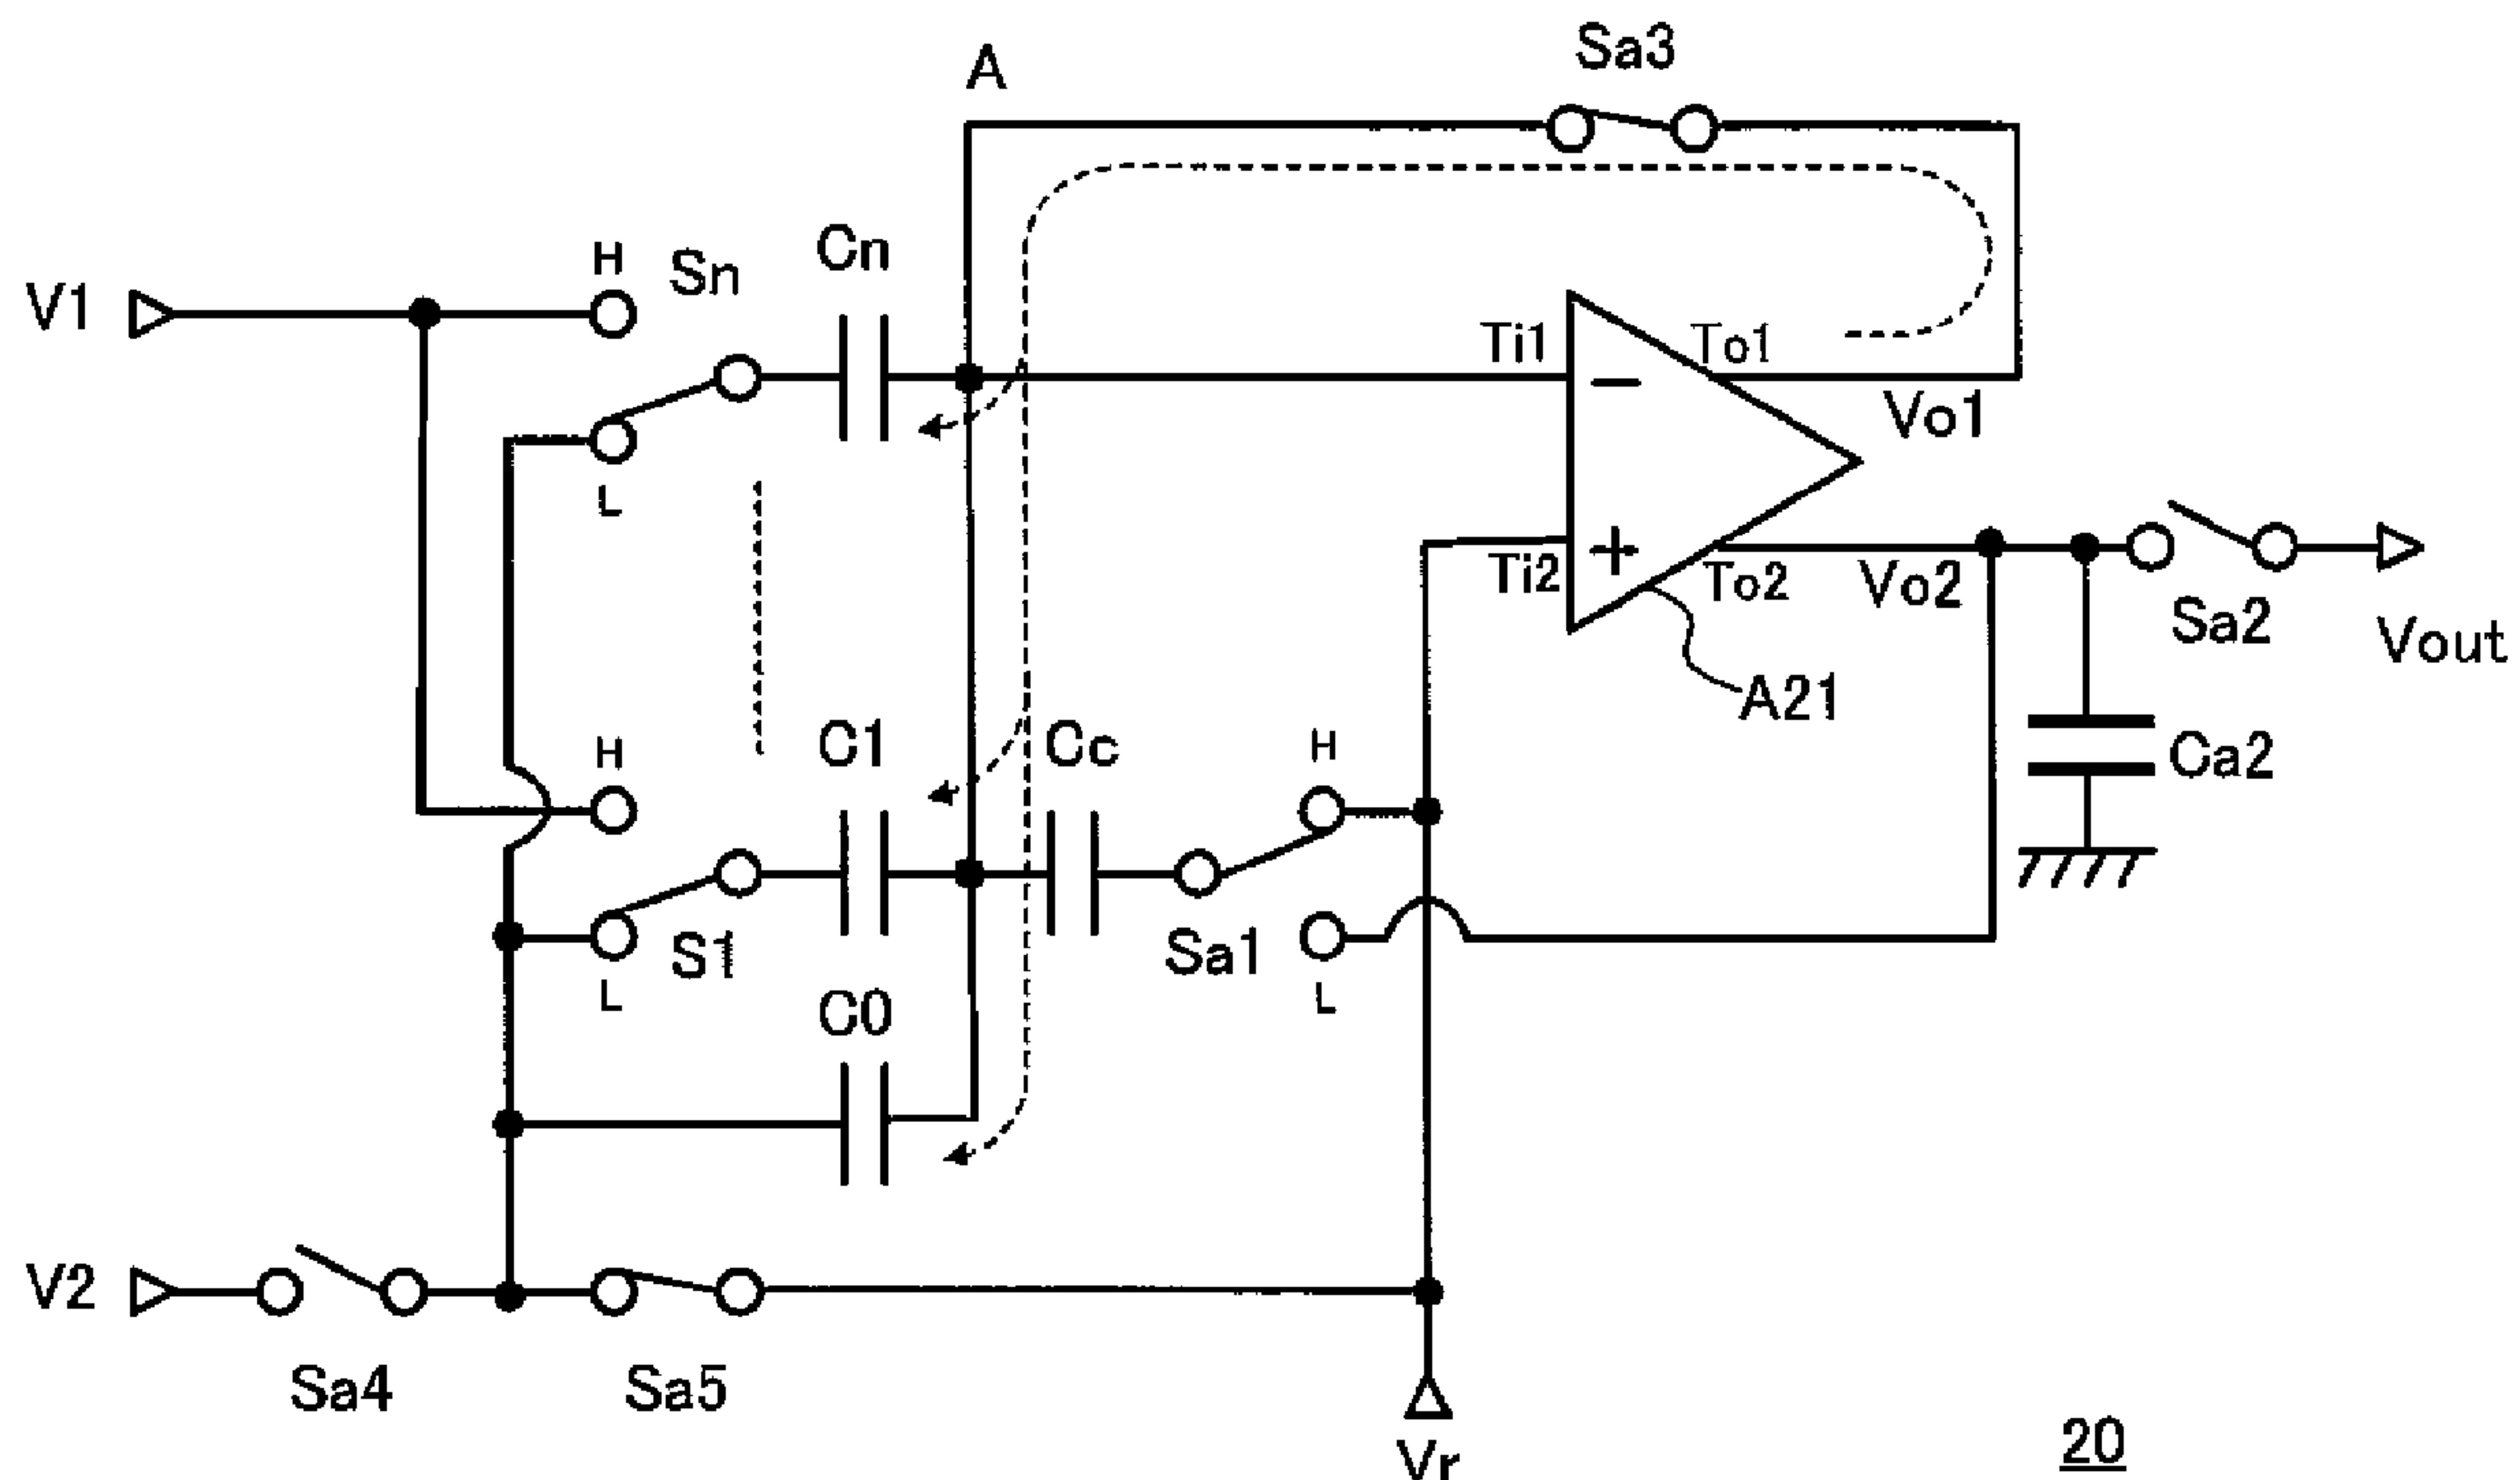 A
Sa3
V1
H
Sn
Cn
L
Ti1
To1
Vo1
Ti2
To2
Vo2
A21
Sa2
Vout
Ca2
H
C1
Cc
H
S1
L
Sa1
L
C0
V2
Sa4
Sa5
Vr
20